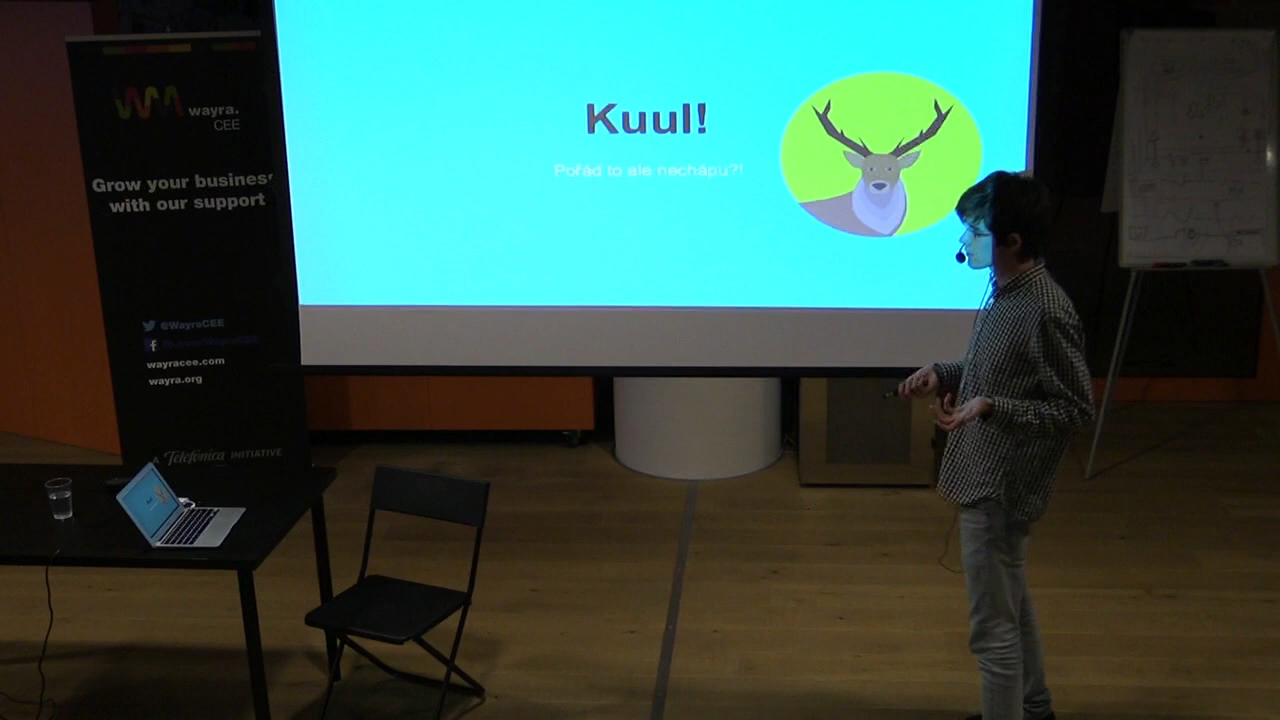 wayra.
CEE
Grow your business
with our support
@WayraCEE
wayracee.com
wayra.org
A Telefónica INITIATIVE
Kuul!
Pořád to ale nechápu?!